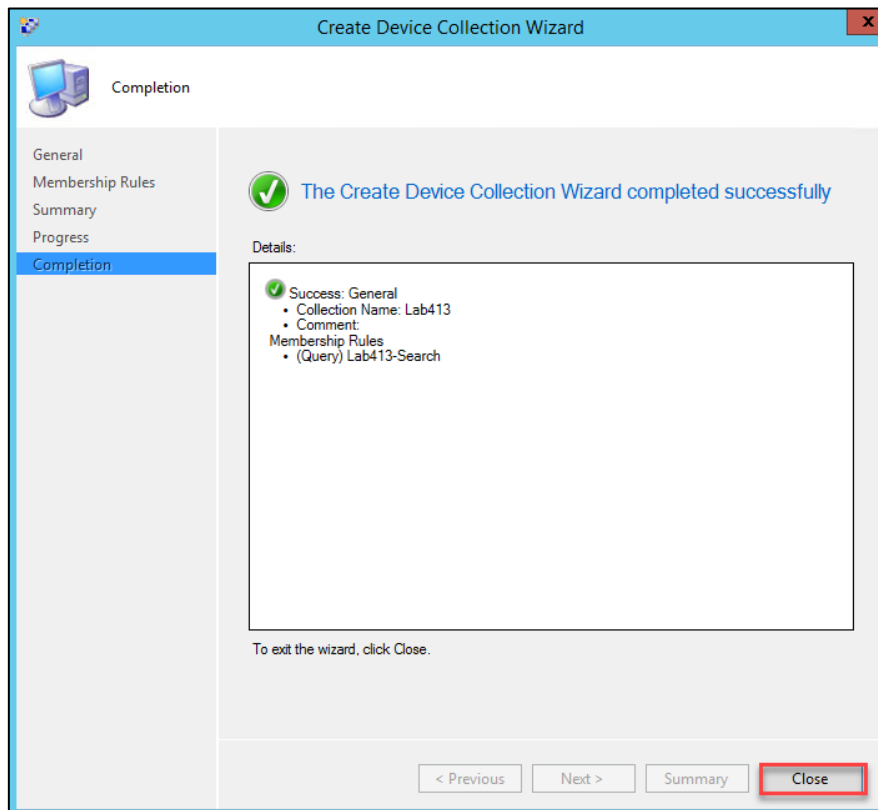 Create Device Collection Wizard
x
Completion
General
Membership Rules
Summary
Progress
Completion
The Create Device Collection Wizard completed successfully
Details:
Success: General
• Collection Name: Lab413
• Comment:
Membership Rules
• (Query) Lab413-Search
To exit the wizard, click Close.
< Previous
Next >
Summary
Close